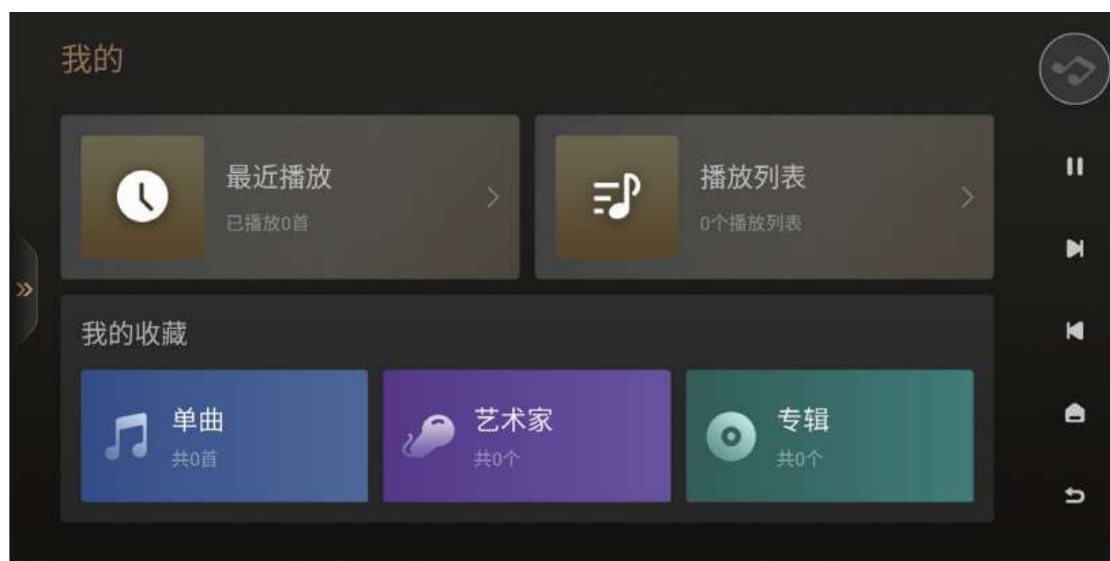 我的
最近播放
已播放0首
播放列表
0个播放列表
我的收藏
单曲
共0首
艺术家
共0个
专辑
共0个